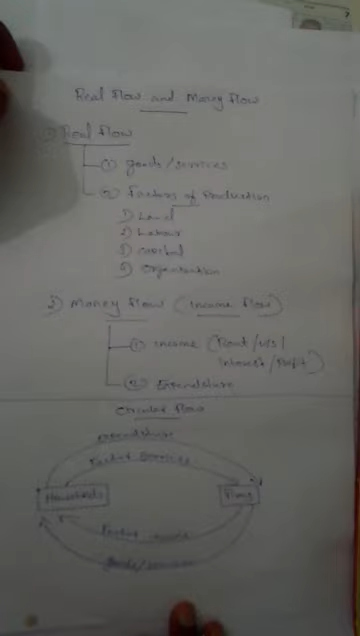 Real Flow and Money Flow
1) Real Flow
① goods/services
② Factors of Production
1) Land
2) Labour
3)
4) Organisation
2) Money flow (Income flow)
① income (Rent / /
Interest / Profit)
② Expenditure
Circular flow
expenditure
Factor Services
Households
Firms
Factor income
goods/services